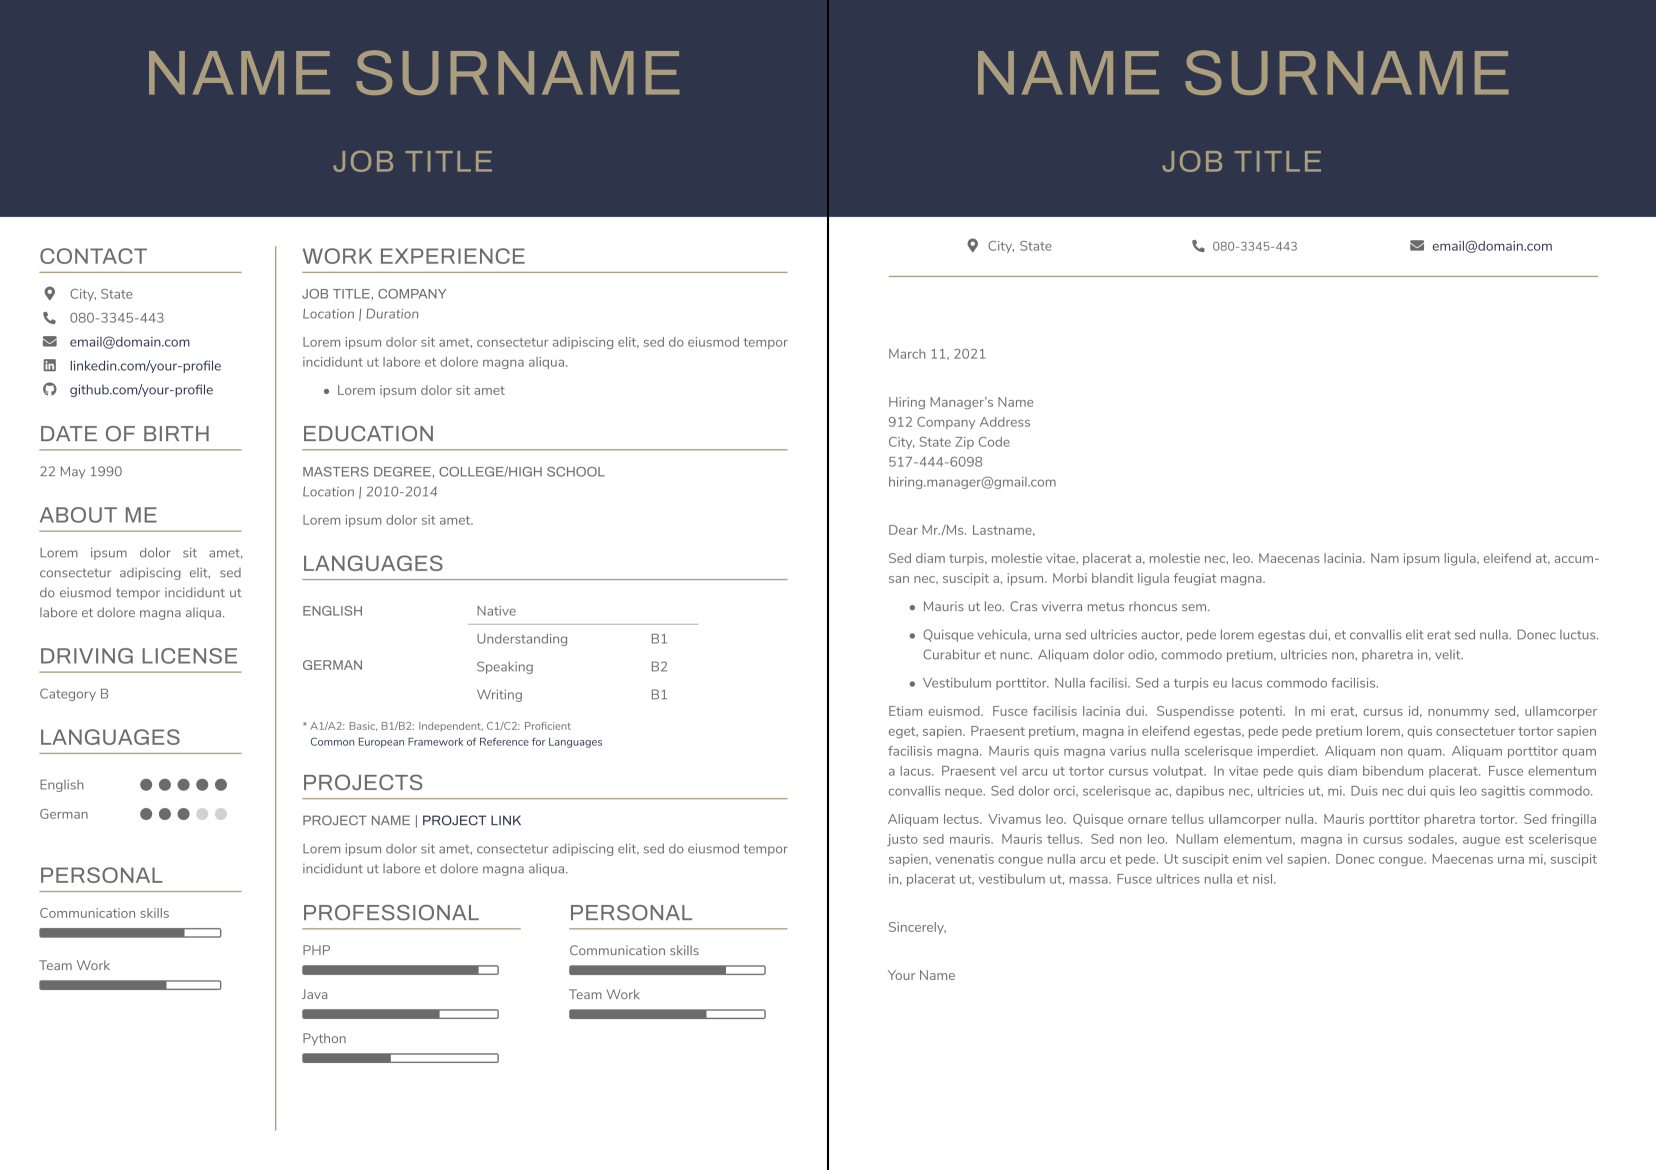 NAME SURNAME
JOB TITLE
CONTACT
City, State
080-3345-443
email@domain.com
linkedin.com/your-profile
github.com/your-profile
DATE OF BIRTH
22 May 1990
ABOUT ME
Lorem ipsum dolor sit amet,
consectetur adipiscing elit, sed
do eiusmod tempor incididunt ut
labore et dolore magna aliqua.
DRIVING LICENSE
Category B
LANGUAGES
English
German
PERSONAL
Communication skills
Team Work
WORK EXPERIENCE
JOB TITLE, COMPANY
Location | Duration
Lorem ipsum dolor sit amet, consectetur adipiscing elit, sed do eiusmod tempor
incididunt ut labore et dolore magna aliqua.
• Lorem ipsum dolor sit amet
EDUCATION
MASTERS DEGREE, COLLEGE/HIGH SCHOOL
Location | 2010-2014
Lorem ipsum dolor sit amet.
LANGUAGES
ENGLISH Native
Understanding B1
GERMAN Speaking B2
Writing B1
* A1/A2: Basic, B1/B2: Independent, C1/C2: Proficient
Common European Framework of Reference for Languages
PROJECTS
PROJECT NAME | PROJECT LINK
Lorem ipsum dolor sit amet, consectetur adipiscing elit, sed do eiusmod tempor
incididunt ut labore et dolore magna aliqua.
PROFESSIONAL
PHP
Java
Python
PERSONAL
Communication skills
Team Work
NAME SURNAME
JOB TITLE
City, State 080-3345-443 email@domain.com
March 11, 2021
Hiring Manager's Name
912 Company Address
City, State Zip Code
517-444-6098
hiring.manager@gmail.com
Dear Mr./Ms. Lastname,
Sed diam turpis, molestie vitae, placerat a, molestie nec, leo. Maecenas lacinia. Nam ipsum ligula, eleifend at, accum-
san nec, suscipit a, ipsum. Morbi blandit ligula feugiat magna.
• Mauris ut leo. Cras viverra metus rhoncus sem.
• Quisque vehicula, urna sed ultricies auctor, pede lorem egestas dui, et convallis elit erat sed nulla. Donec luctus.
Curabitur et nunc. Aliquam dolor odio, commodo pretium, ultricies non, pharetra in, velit.
• Vestibulum porttitor. Nulla facilisi. Sed a turpis eu lacus commodo facilisis.
Etiam euismod. Fusce facilisis lacinia dui. Suspendisse potenti. In mi erat, cursus id, nonummy sed, ullamcorper
eget, sapien. Praesent pretium, magna in eleifend egestas, pede pede pretium lorem, quis consectetuer tortor sapien
facilisis magna. Mauris quis magna varius nulla scelerisque imperdiet. Aliquam non quam. Aliquam porttitor quam
a lacus. Praesent vel arcu ut tortor cursus volutpat. In vitae pede quis diam bibendum placerat. Fusce elementum
convallis neque. Sed dolor orci, scelerisque ac, dapibus nec, ultricies ut, mi. Duis nec dui quis leo sagittis commodo.
Aliquam lectus. Vivamus leo. Quisque ornare tellus ullamcorper nulla. Mauris porttitor pharetra tortor. Sed fringilla
justo sed mauris. Mauris tellus. Sed non leo. Nullam elementum, magna in cursus sodales, augue est scelerisque
sapien, venenatis congue nulla arcu et pede. Ut suscipit enim vel sapien. Donec congue. Maecenas urna mi, suscipit
in, placerat ut, vestibulum ut, massa. Fusce ultrices nulla et nisl.
Sincerely,
Your Name